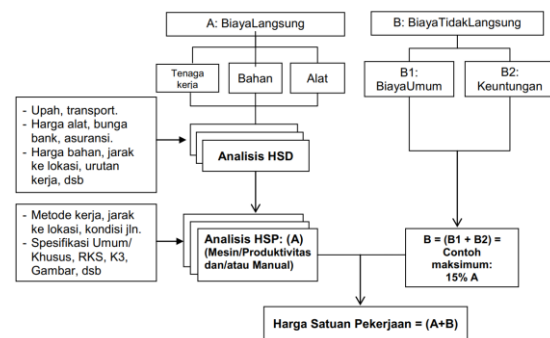 A: BiayaLangsung
B: BiayaTidakLangsung
Tenaga
kerja
Bahan
Alat
B1:
BiayaUmum
B2:
Keuntungan
- Upah, transport.
- Harga alat, bunga
bank, asuransi.
- Harga bahan, jarak
ke lokasi, urutan
kerja, dsb
Analisis HSD
- Metode kerja, jarak
ke lokasi, kondisi jln.
- Spesifikasi Umum/
Khusus, RKS, K3,
Gambar, dsb
Analisis HSP: (A)
(Mesin/Produktivitas
dan/atau Manual)
B = (B1 + B2) =
Contoh
maksimum:
15% A
Harga Satuan Pekerjaan = (A+B)